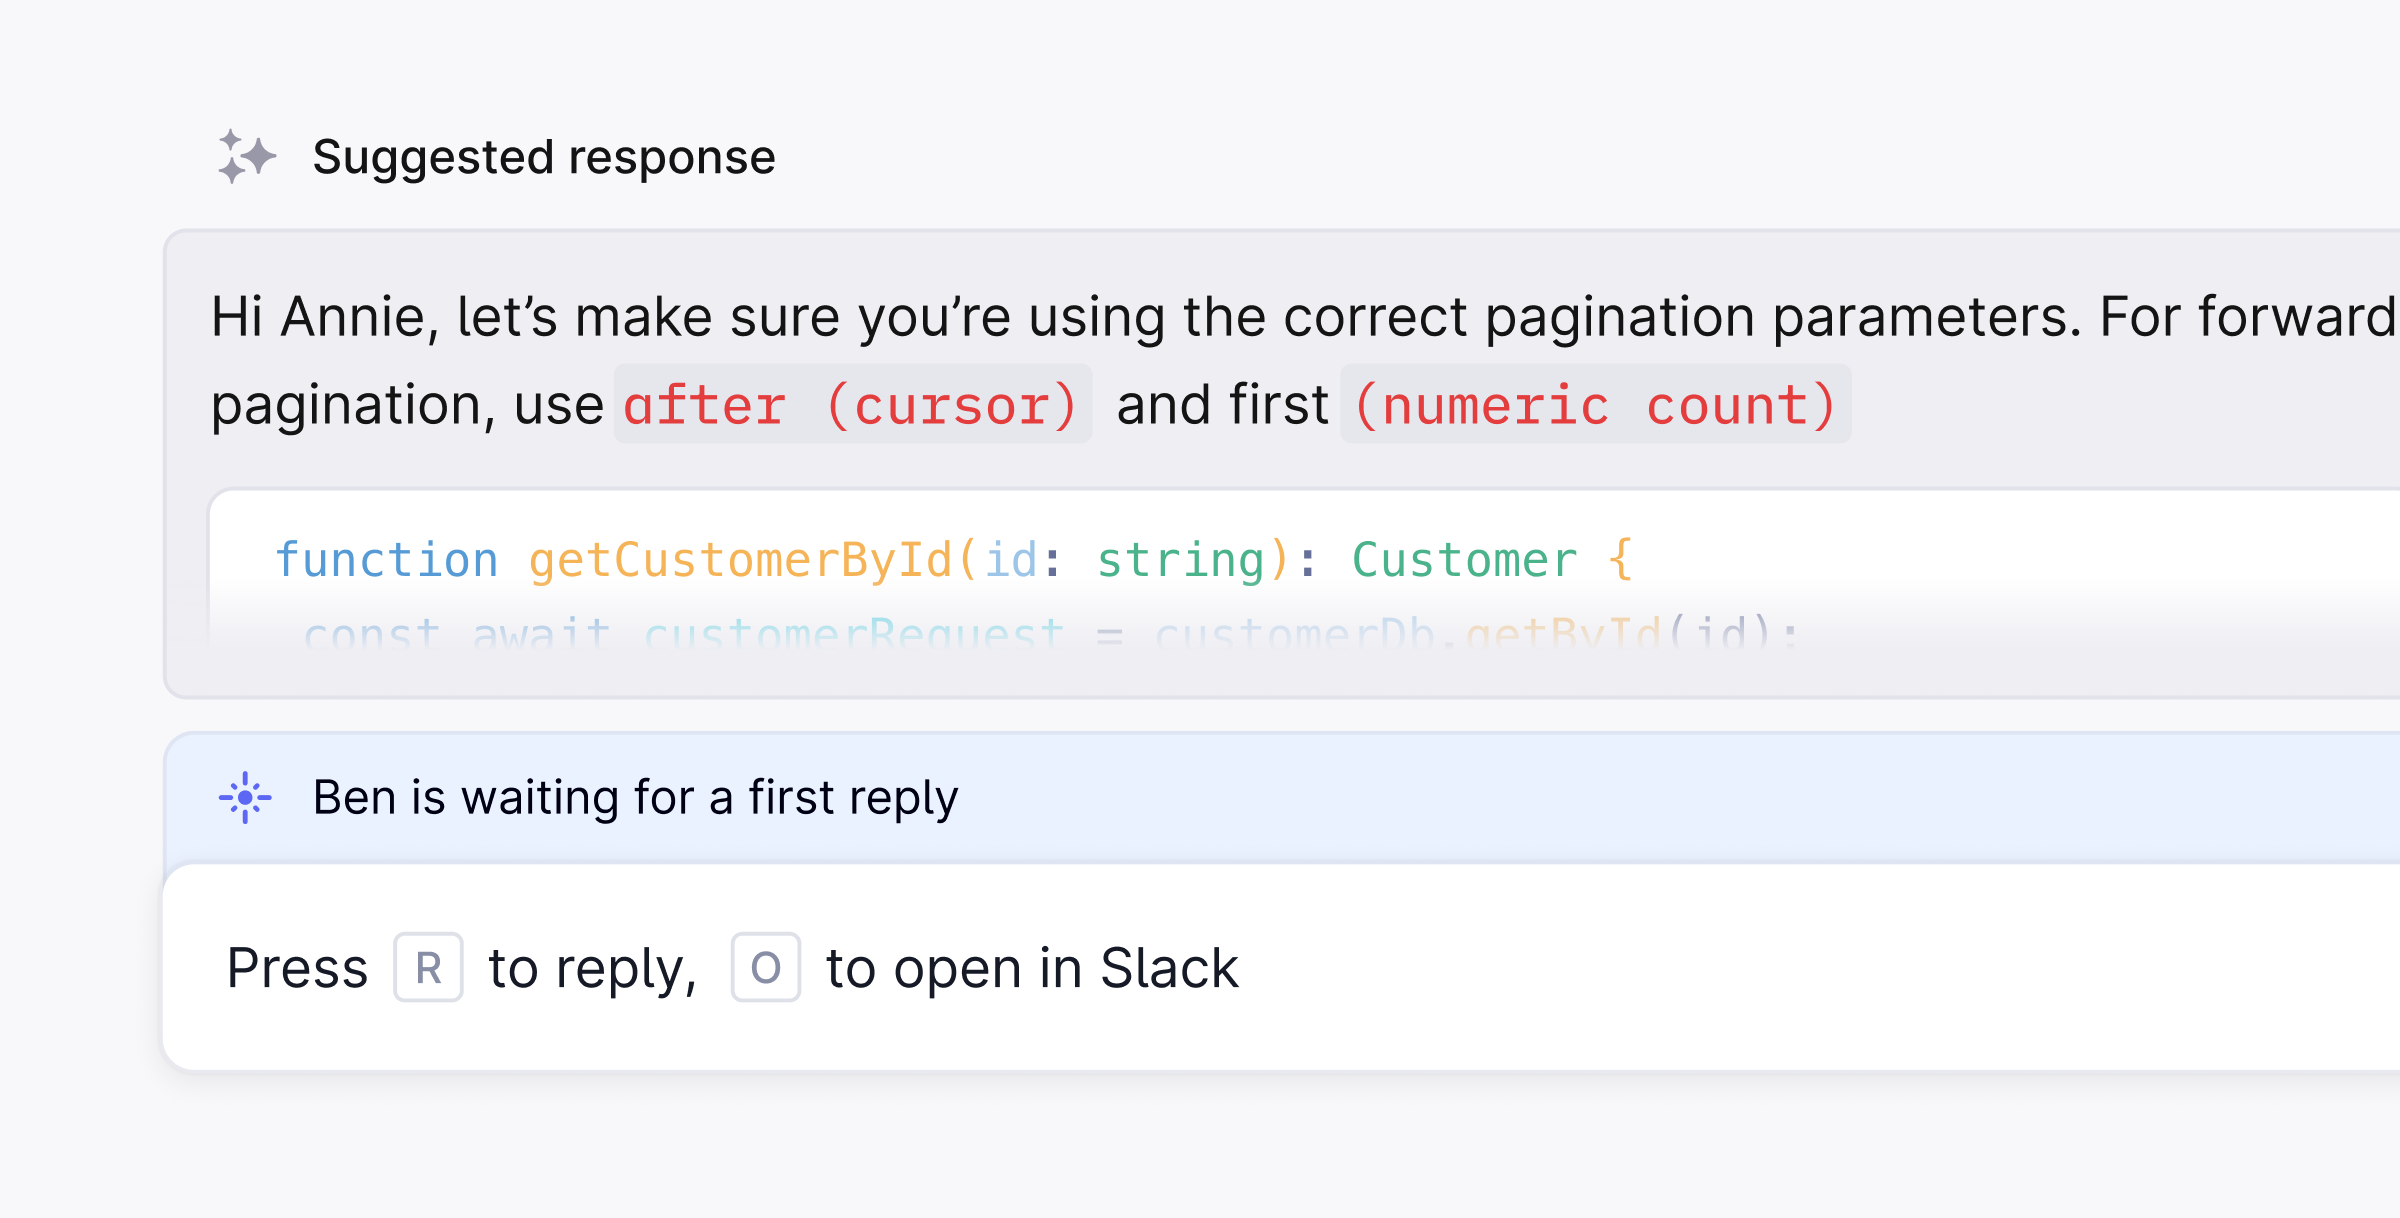 Suggested response
Hi Annie, let’s make sure you’re using the correct pagination parameters. For forward
pagination, use after (cursor) and first (numeric count)
function getCustomerById(id: string): Customer {
const await customerRequest = customerDb.getById(id);
Ben is waiting for a first reply
Press R to reply, O to open in Slack